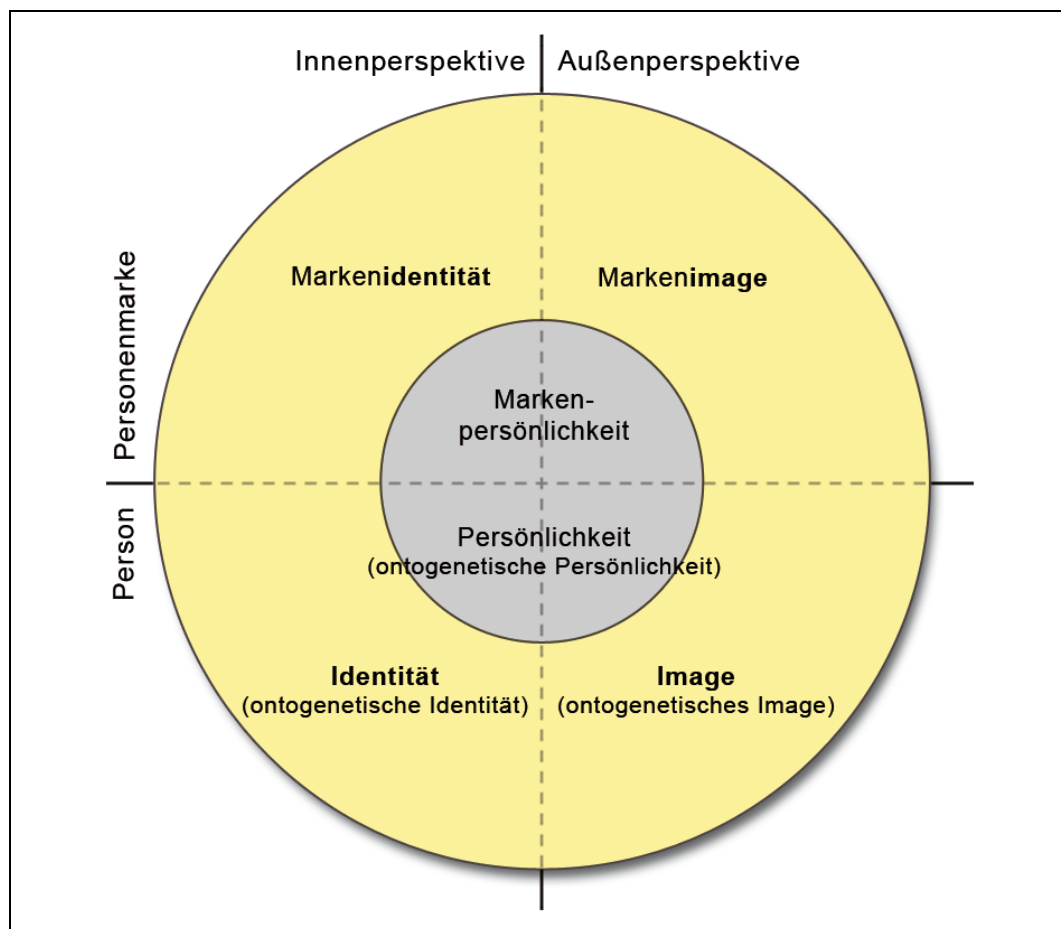 Innenperspektive
Außenperspektive
Personenmarke
Markenidentität
Markenimage
Marken-
persönlichkeit
Person
Persönlichkeit
(ontogenetische Persönlichkeit)
Identität
(ontogenetische Identität)
Image
(ontogenetisches Image)